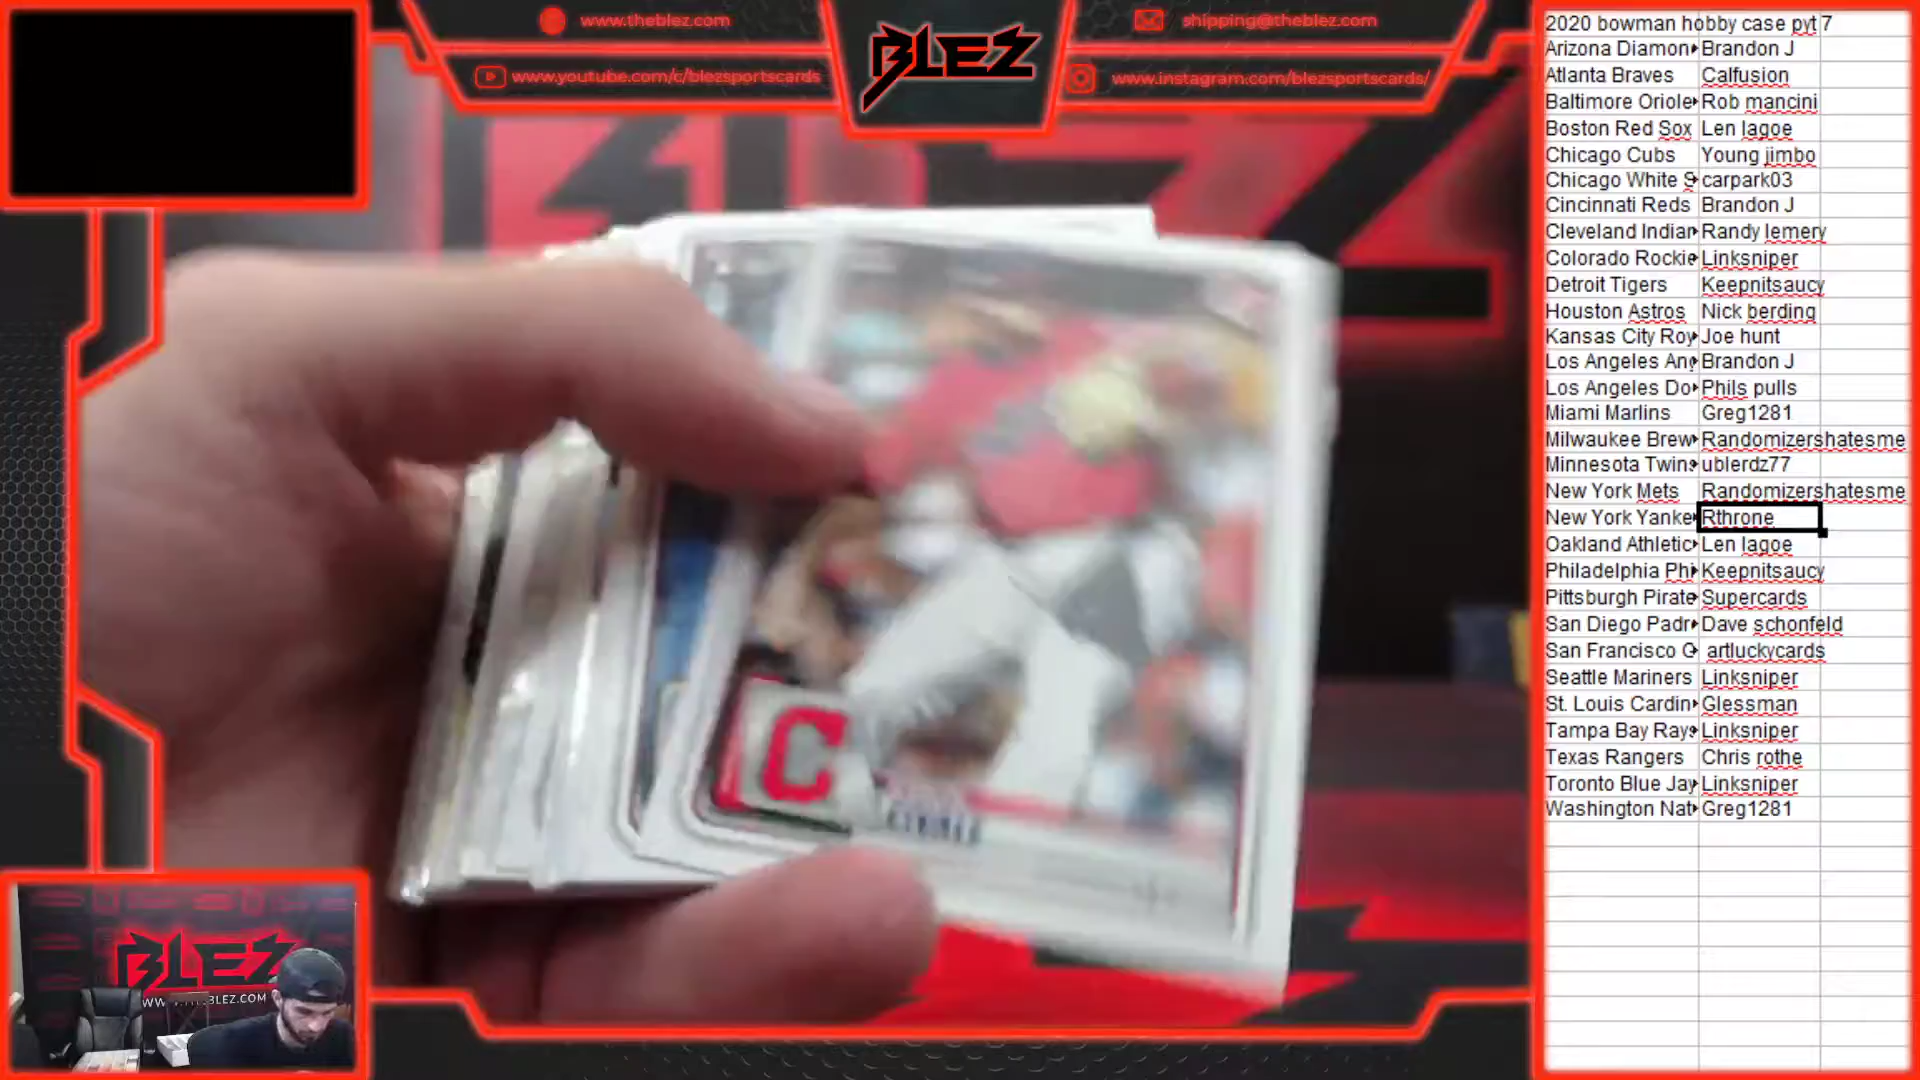 www.theblez.com
shipping@theblez.com
BLEZ
www.youtube.com/c/blezsportscards
www.instagram.com/blezsportscards/
2020 bowman hobby case pyt 7
Arizona Diamon Brandon J
Atlanta Braves Calfusion
Baltimore Oriole Rob mancini
Boston Red Sox Len lagoe
Chicago Cubs Young jimbo
Chicago White S carpark03
Cincinnati Reds Brandon J
Cleveland Indian Randy lemery
Colorado Rockie Linksniper
Detroit Tigers Keepnitsaucy
Houston Astros Nick berding
Kansas City Roy Joe hunt
Los Angeles Ang Brandon J
Los Angeles Do Phils pulls
Miami Marlins Greg1281
Milwaukee Brew Randomizershatesme
Minnesota Twins ublerdz77
New York Mets Randomizershatesme
New York Yanke Rthrone
Oakland Athletic Len lagoe
Philadelphia Phi Keepnitsaucy
Pittsburgh Pirate Supercards
San Diego Padr Dave schonfeld
San Francisco G artluckycards
Seattle Mariners Linksniper
St. Louis Cardin Glessman
Tampa Bay Rays Linksniper
Texas Rangers Chris rothe
Toronto Blue Jay Linksniper
Washington Nat Greg1281
C
BLEZ